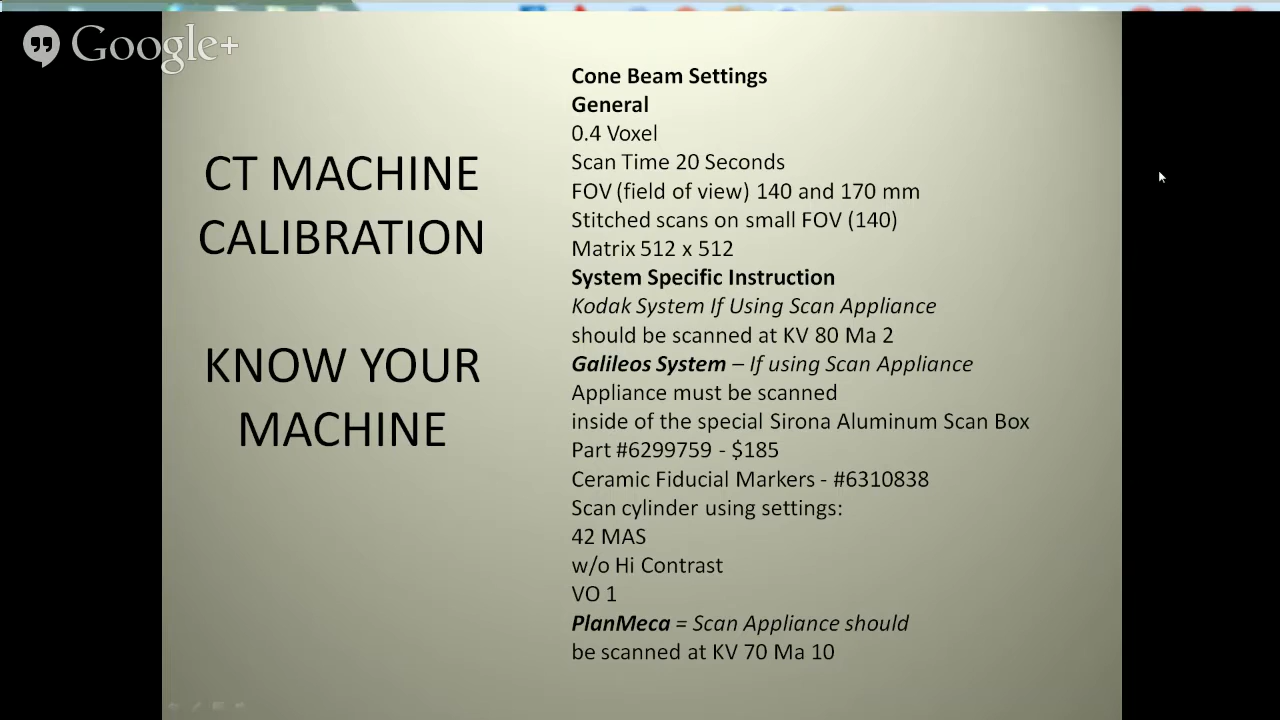 Google+
CT MACHINE
CALIBRATION
KNOW YOUR
MACHINE
Cone Beam Settings
General
0.4 Voxel
Scan Time 20 Seconds
FOV (field of view) 140 and 170 mm
Stitched scans on small FOV (140)
Matrix 512 x 512
System Specific Instruction
Kodak System If Using Scan Appliance
should be scanned at KV 80 Ma 2
Galileos System – If using Scan Appliance
Appliance must be scanned
inside of the special Sirona Aluminum Scan Box
Part #6299759 - $185
Ceramic Fiducial Markers - #6310838
Scan cylinder using settings:
42 MAS
w/o Hi Contrast
VO 1
PlanMeca = Scan Appliance should
be scanned at KV 70 Ma 10